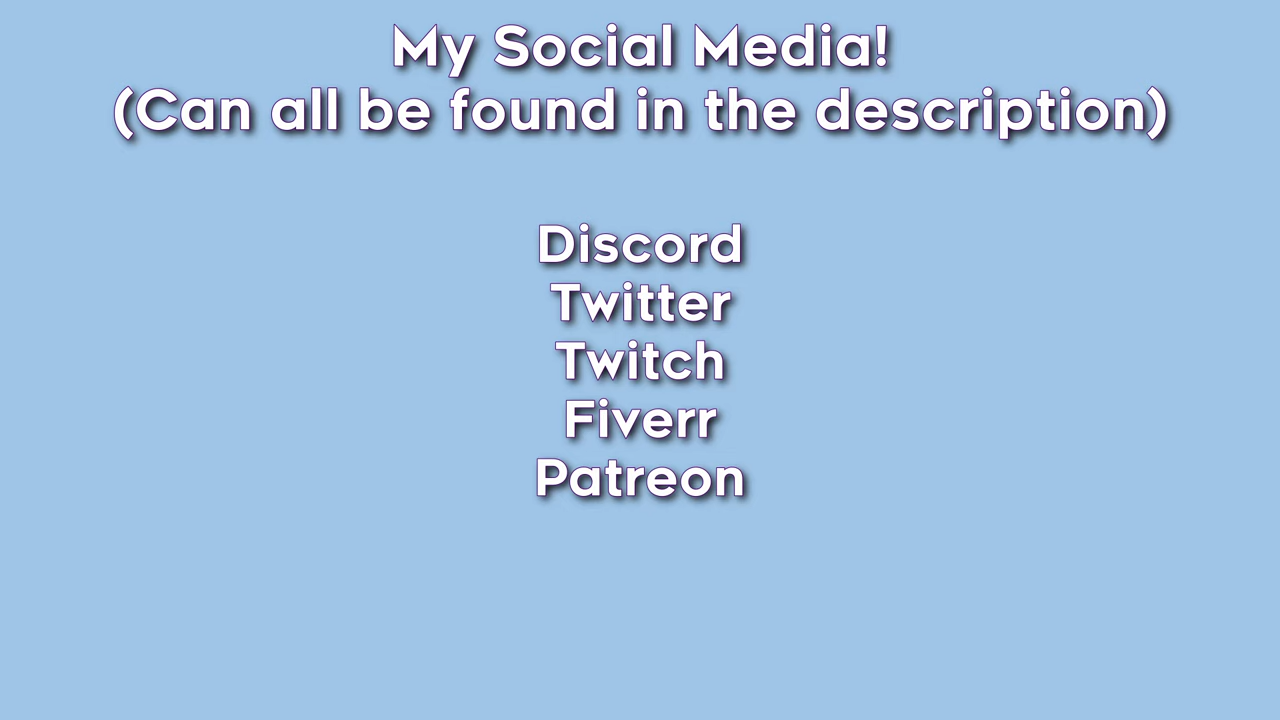 My Social Media!
(Can all be found in the description)
Discord
Twitter
Twitch
Fiverr
Patreon